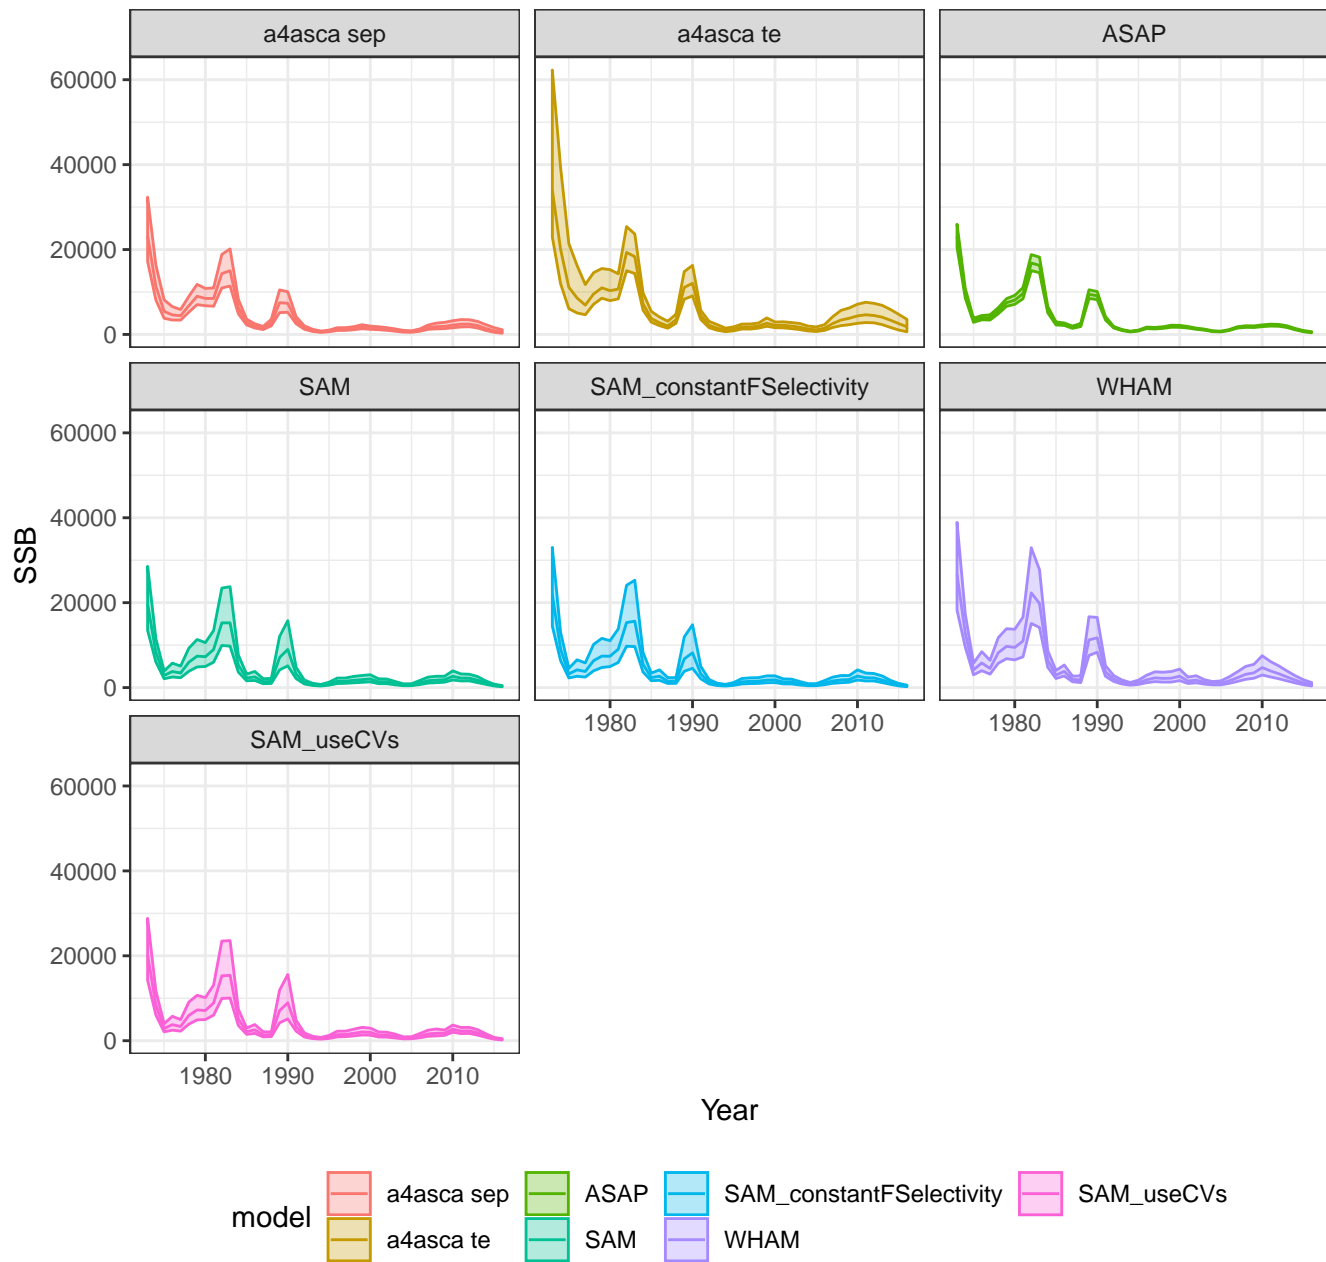 a4asca sep a4asca te ASAP
60000
40000
20000
0
SAM SAM_constantFSelectivity WHAM
60000
40000
20000
0
1980 1990 2000 2010 1980 1990 2000 2010
SSB
SAM_useCVs
60000
40000
20000
0
1980 1990 2000 2010
Year
model
a4asca sep ASAP SAM_constantFSelectivity SAM_useCVs
a4asca te SAM WHAM